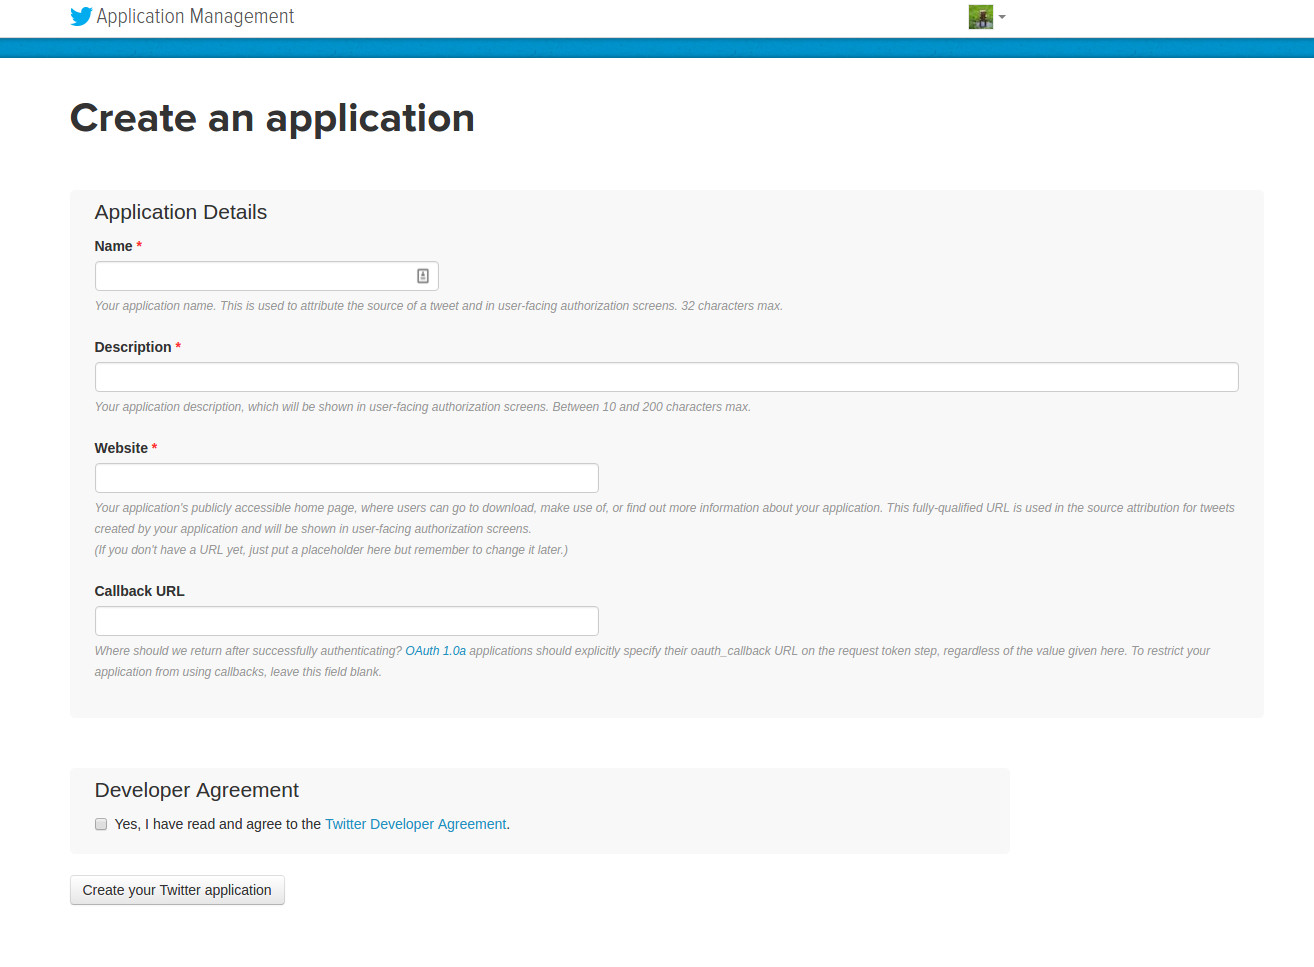 Application Management
Create an application
Application Details
Name *
Your application name. This is used to attribute the source of a tweet and in user-facing authorization screens. 32 characters max.
Description *
Your application description, which will be shown in user-facing authorization screens. Between 10 and 200 characters max.
Website *
Your application's publicly accessible home page, where users can go to download, make use of, or find out more information about your application. This fully-qualified URL is used in the source attribution for tweets
created by your application and will be shown in user-facing authorization screens.
(If you don't have a URL yet, just put a placeholder here but remember to change it later.)
Callback URL
Where should we return after successfully authenticating? OAuth 1.0a applications should explicitly specify their oauth_callback URL on the request token step, regardless of the value given here. To restrict your
application from using callbacks, leave this field blank.
Developer Agreement
Yes, I have read and agree to the Twitter Developer Agreement.
Create your Twitter application